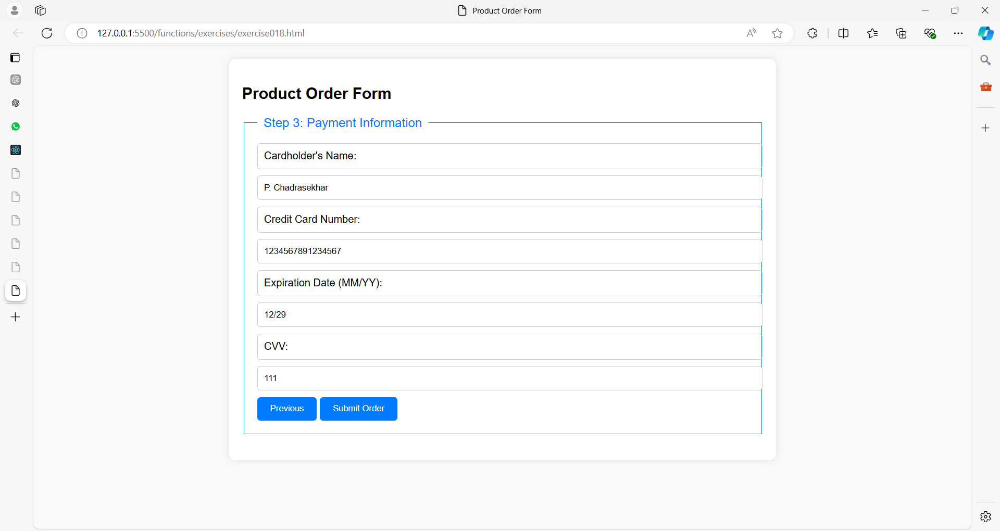 Product Order Form
127.0.0.1:5500/functions/exercises/exercise018.html
Product Order Form
Step 3: Payment Information
Cardholder's Name:
P. Chadrasekhar
Credit Card Number:
1234567891234567
Expiration Date (MM/YY):
12/29
CVV:
111
Previous
Submit Order